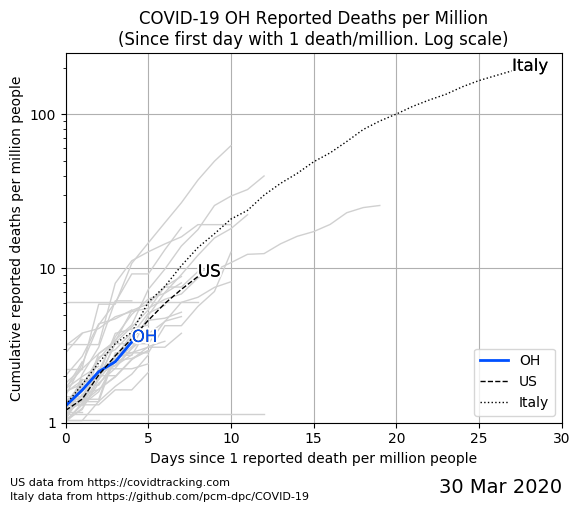 COVID-19 OH Reported Deaths per Million
(Since first day with 1 death/million. Log scale)
Cumulative reported deaths per million people
100
10
1
Italy
US
OH
OH
US
Italy
0 5 10 15 20 25 30
Days since 1 reported death per million people
US data from https://covidtracking.com
Italy data from https://github.com/pcm-dpc/COVID-19
30 Mar 2020